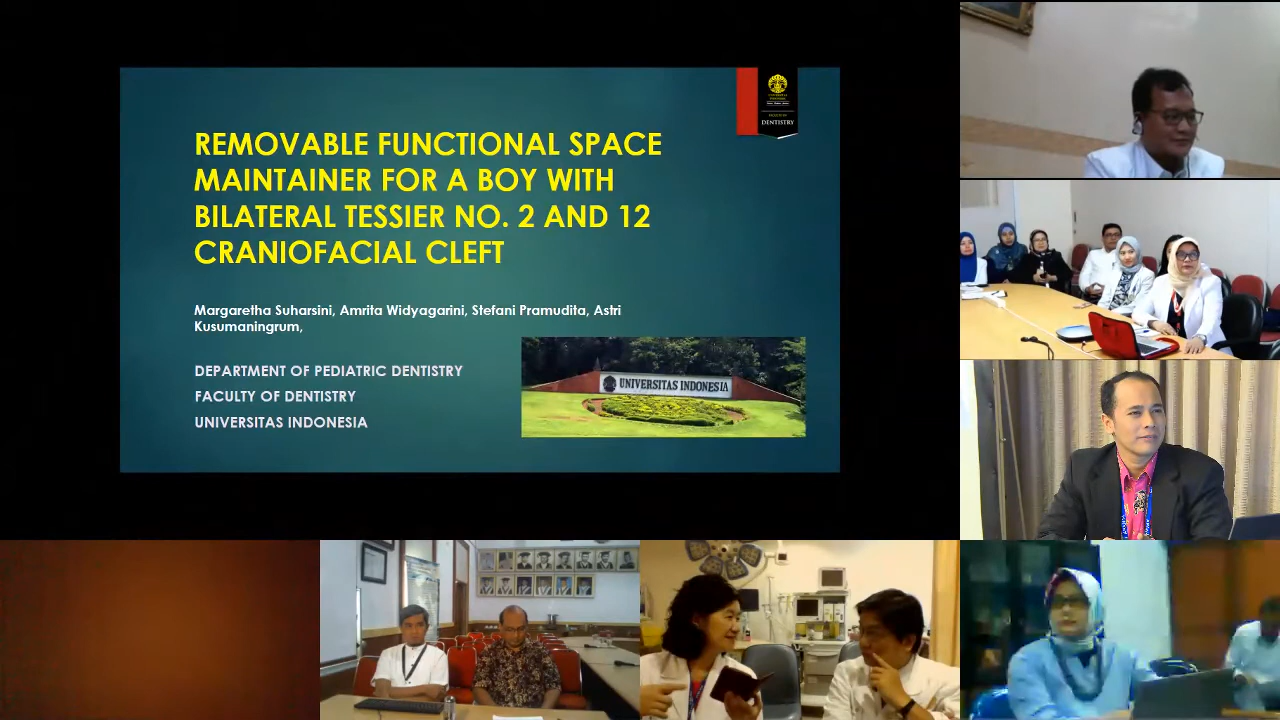 REMOVABLE FUNCTIONAL SPACE
MAINTAINER FOR A BOY WITH
BILATERAL TESSIER NO. 2 AND 12
CRANIOFACIAL CLEFT
Margaretha Suharsini, Amrita Widyagarini, Stefani Pramudita, Astri
Kusumaningrum,
DEPARTMENT OF PEDIATRIC DENTISTRY
FACULTY OF DENTISTRY
UNIVERSITAS INDONESIA
UNIVERSITAS INDONESIA
DENTISTRY